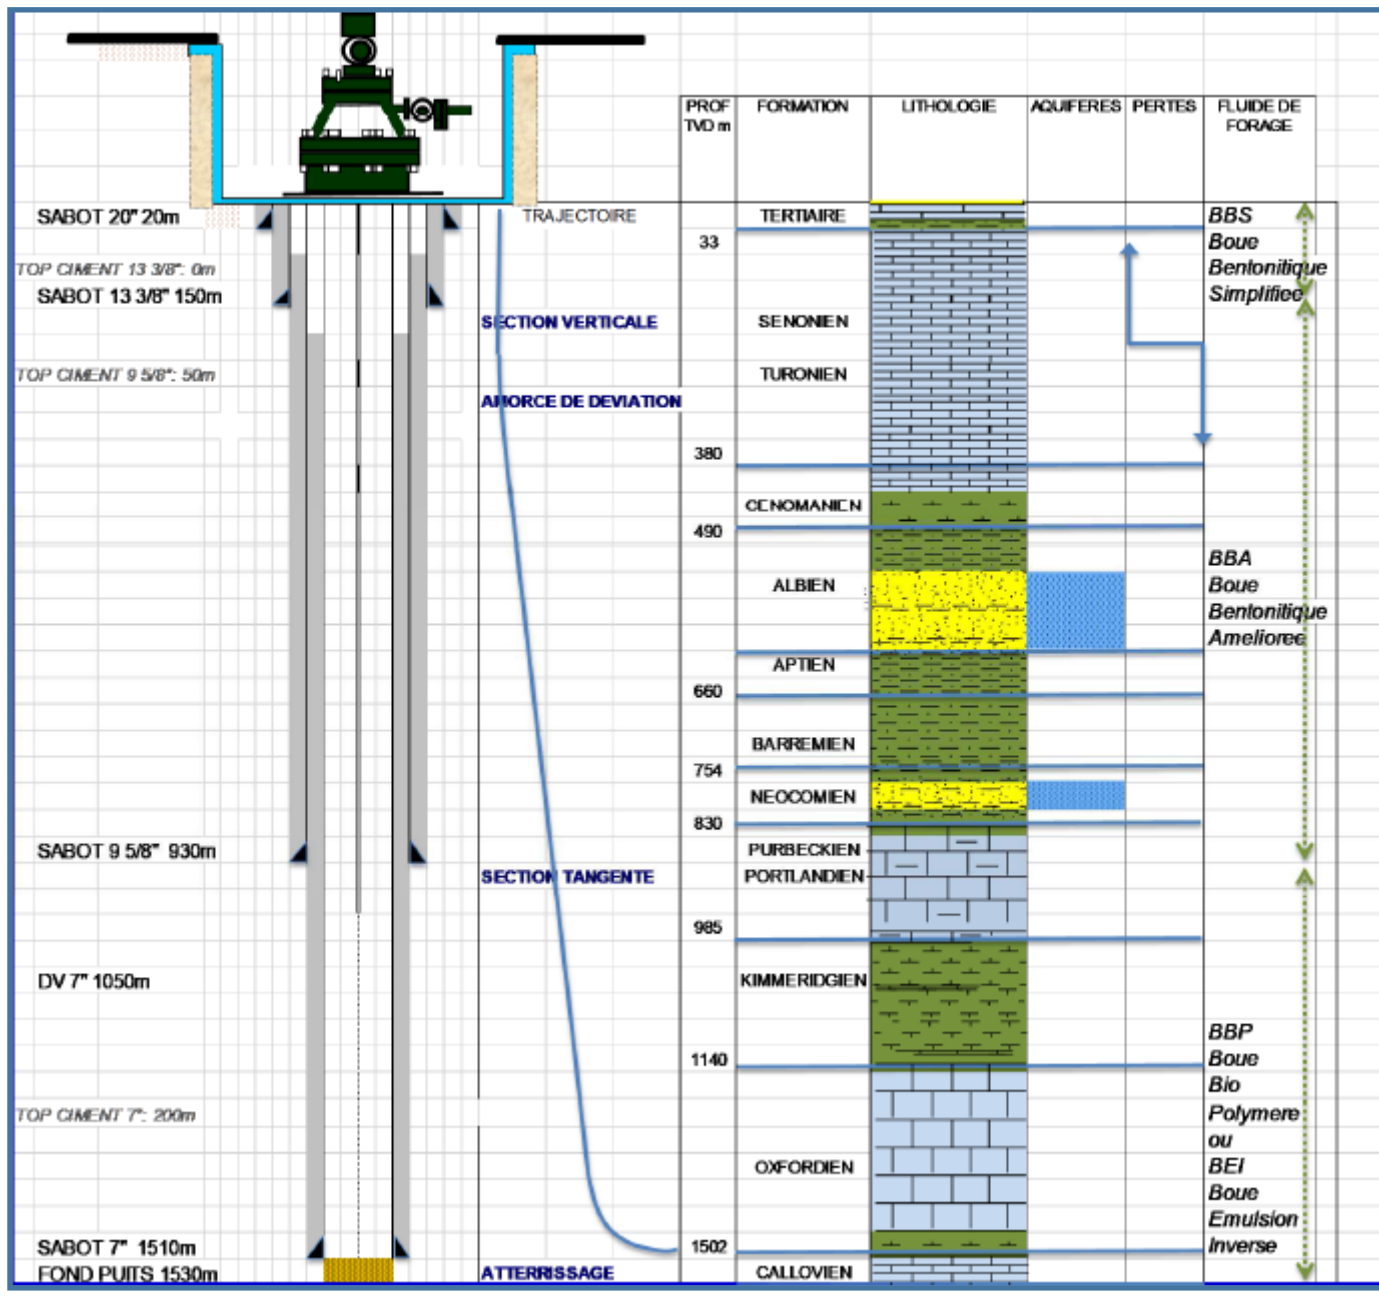 PROF
TVD m
FORMATION
LITHOLOGIE
AQUIFERES
PERTES
FLUIDE DE
FORAGE
SABOT 20" 20m
TRAJECTOIRE
TERTIAIRE
BBS
33
Boue
TOP CIMENT 13 3/8": 0m
Bentonitique
SABOT 13 3/8" 150m
Simplifiee
SECTION VERTICALE
SENONIEN
TOP CIMENT 9 5/8": 50m
TURONIEN
AMORCE DE DEVIATION
380
CENOMANIEN
490
BBA
ALBIEN
Boue
Bentonitique
Amelioree
APTIEN
660
BARREMIEN
754
NEOCOMIEN
830
SABOT 9 5/8" 930m
PURBECKIEN
SECTION TANGENTE
PORTLANDIEN
985
DV 7" 1050m
KIMMERIDGIEN
BBP
1140
Boue
Bio
TOP CIMENT 7": 200m
Polymere
ou
OXFORDIEN
BEI
Boue
Emulsion
SABOT 7" 1510m
1502
Inverse
FOND PUITS 1530m
ATTERRISSAGE
CALLOVIEN